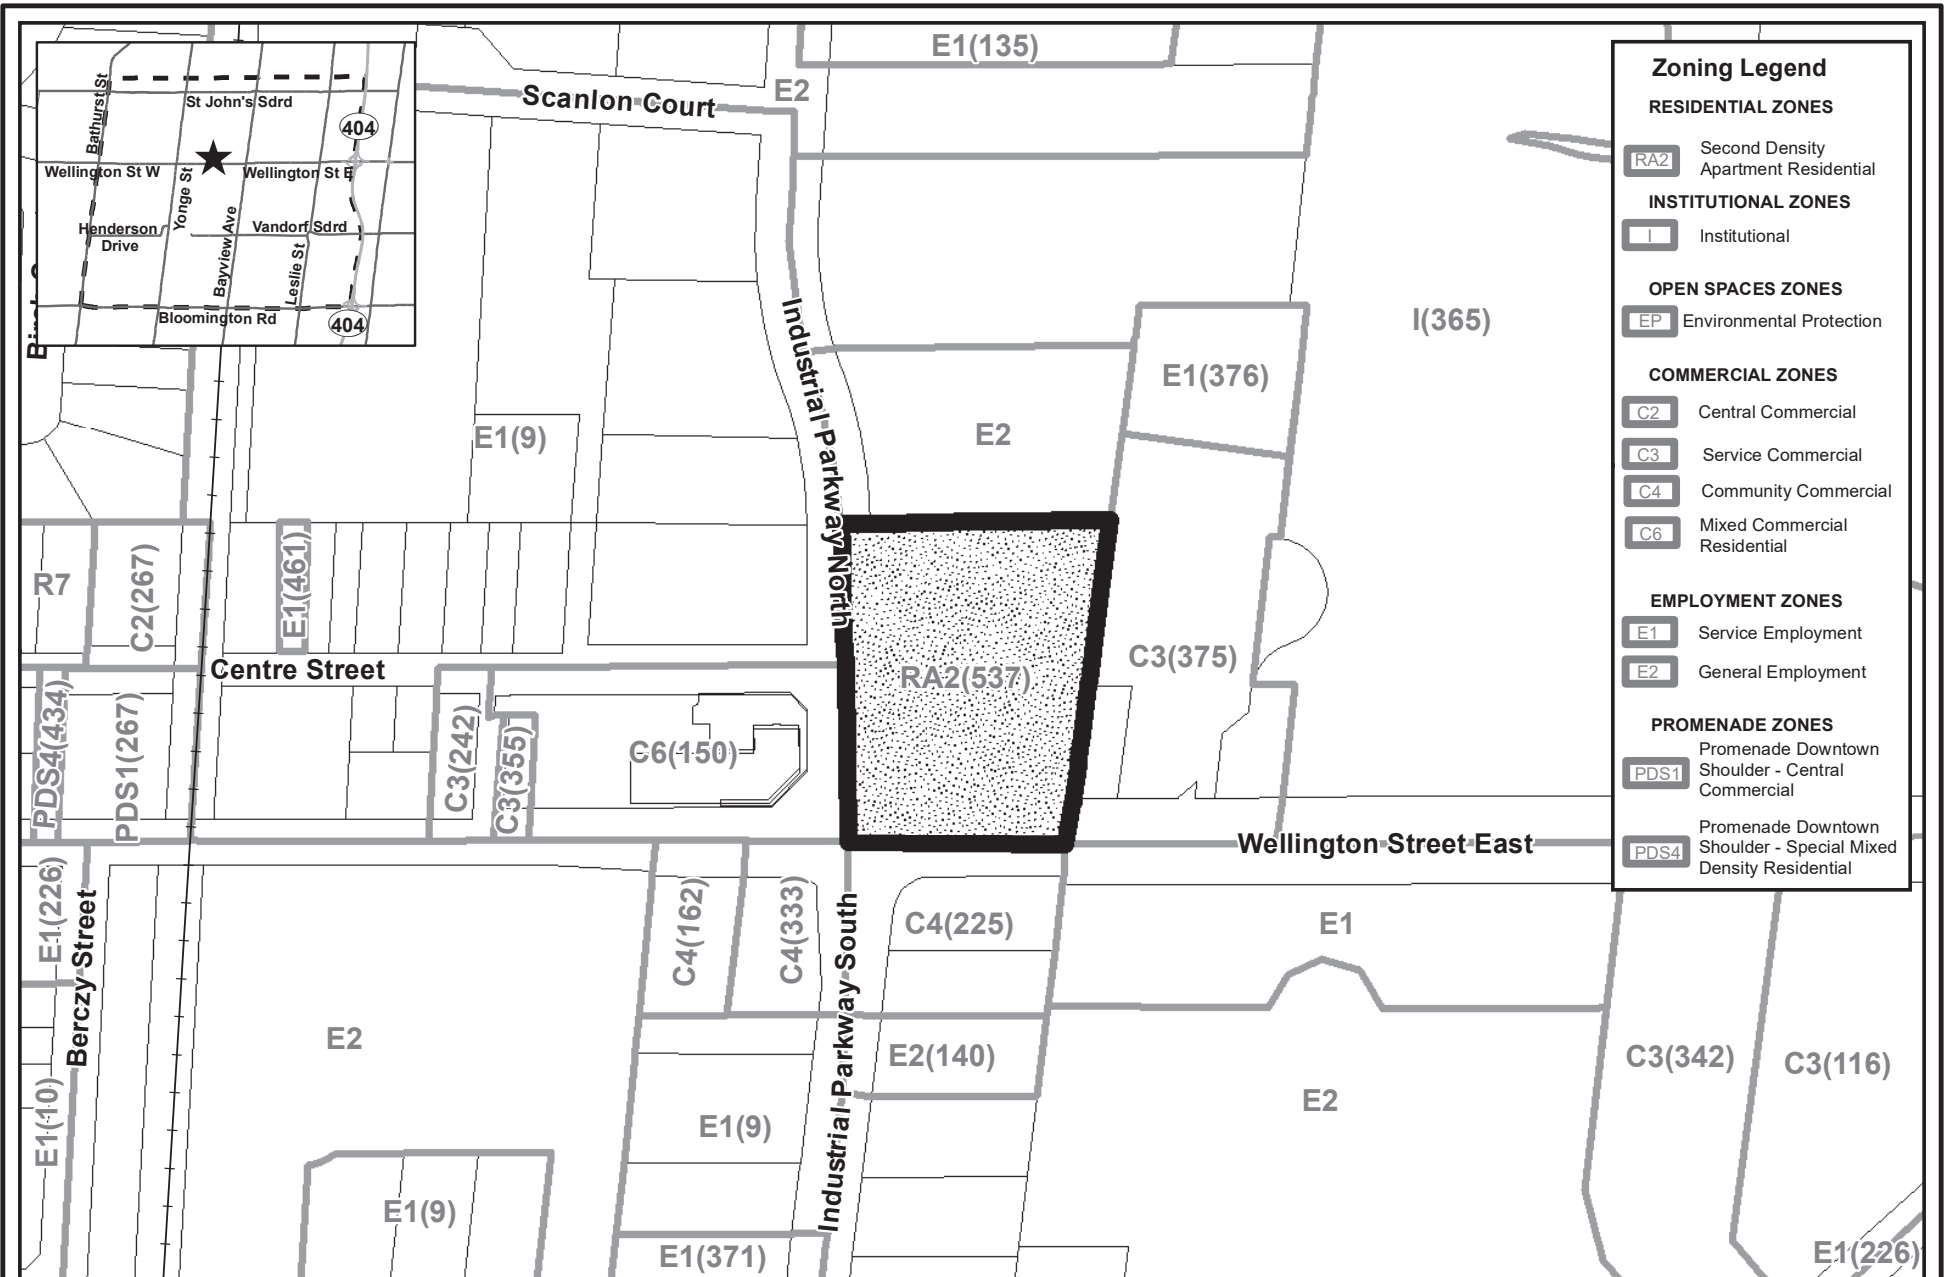 E1(135)
E2
Scanlon Court
Bathurst St
St John's Sdrd
404
Wellington St W
Wellington St E
Yonge St
Henderson
Drive
Vandorf Sdrd
Bayview Ave
Leslie St
Bloomington Rd
404
Industrial Parkway North
I(365)
E1(376)
E1(9)
E2
R7
C2(267)
E1(461)
Centre Street
RA2(537)
C3(375)
PDS4(434)
PDS1(267)
C3(242)
C3(355)
C6(150)
Wellington Street East
E1(226)
Berczy Street
C4(162)
C4(333)
Industrial Parkway South
C4(225)
E1
E2
E2(140)
C3(342)
C3(116)
E1(10)
E1(9)
E2
E1(9)
E1(371)
E1(226)
Zoning Legend
RESIDENTIAL ZONES
RA2
Second Density
Apartment Residential
INSTITUTIONAL ZONES
I
Institutional
OPEN SPACES ZONES
EP
Environmental Protection
COMMERCIAL ZONES
C2
Central Commercial
C3
Service Commercial
C4
Community Commercial
C6
Mixed Commercial
Residential
EMPLOYMENT ZONES
E1
Service Employment
E2
General Employment
PROMENADE ZONES
PDS1
Promenade Downtown
Shoulder - Central
Commercial
PDS4
Promenade Downtown
Shoulder - Special Mixed
Density Residential